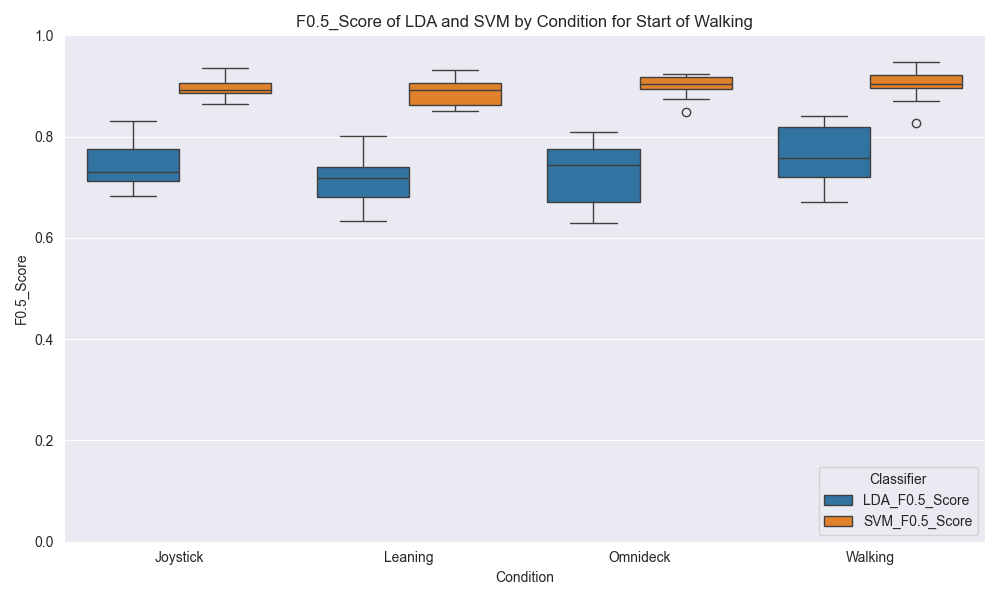 F0.5_Score of LDA and SVM by Condition for Start of Walking
F0.5_Score
1.0
0.8
0.6
0.4
0.2
0.0
Joystick
Leaning
Omnideck
Walking
Condition
Classifier
LDA_F0.5_Score
SVM_F0.5_Score